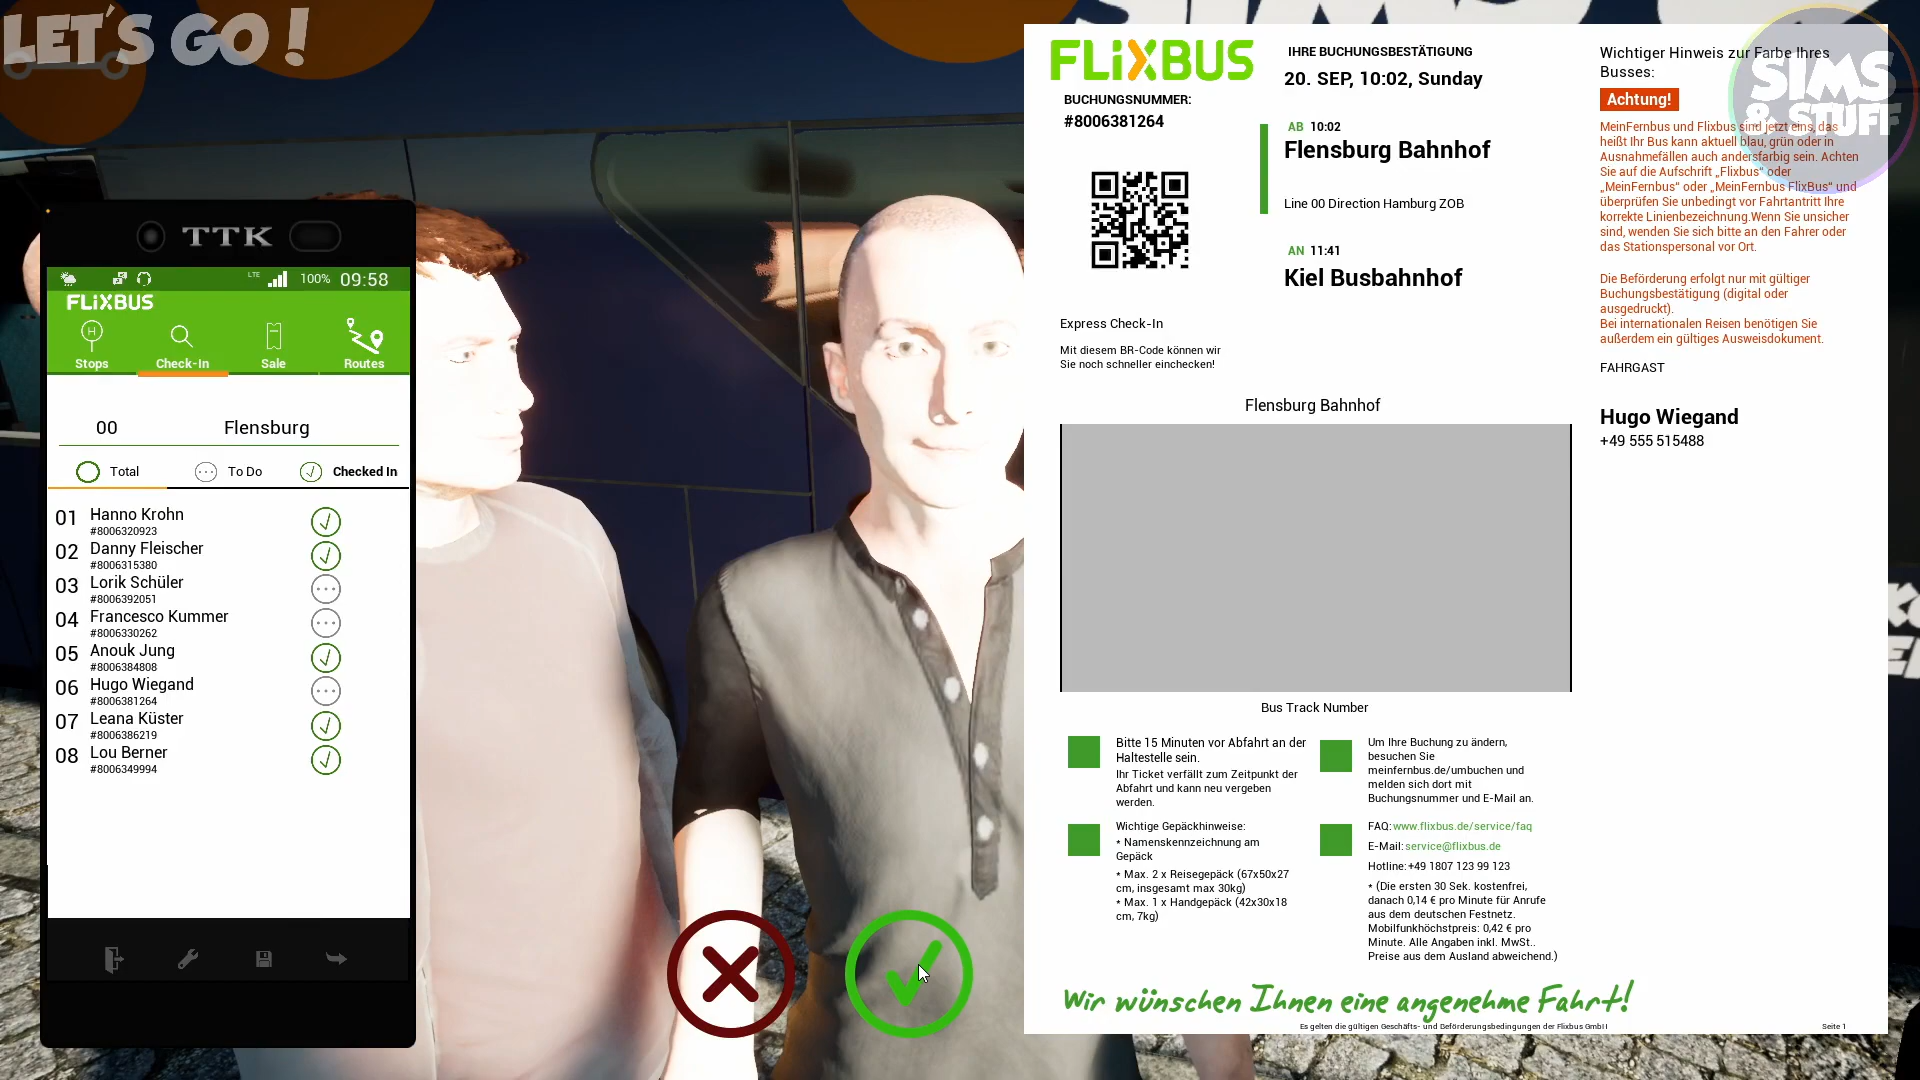 LET'S GO!
TTK
LTE 100% 09:58
FLiXBUS
Stops
Check-In
Sale
Routes
00 Flensburg
Total
To Do
Checked In
01 Hanno Krohn
#8006320923
02 Danny Fleischer
#8006315380
03 Lorik Schüler
#8006392051
04 Francesco Kummer
#8006330262
05 Anouk Jung
#8006384808
06 Hugo Wiegand
#8006381264
07 Leana Küster
#8006386219
08 Lou Berner
#8006349994
FLiXBUS
BUCHUNGSNUMMER:
#8006381264
IHRE BUCHUNGSBESTÄTIGUNG
20. SEP, 10:02, Sunday
AB 10:02
Flensburg Bahnhof
Line 00 Direction Hamburg ZOB
AN 11:41
Kiel Busbahnhof
Express Check-In
Mit diesem BR-Code können wir
Sie noch schneller einchecken!
Flensburg Bahnhof
Bus Track Number
Bitte 15 Minuten vor Abfahrt an der
Haltestelle sein.
Ihr Ticket verfällt zum Zeitpunkt der
Abfahrt und kann neu vergeben
werden.
Wichtige Gepäckhinweise:
* Namenskennzeichnung am
Gepäck
* Max. 2 x Reisegepäck (67x50x27
cm, insgesamt max 30kg)
* Max. 1 x Handgepäck (42x30x18
cm, 7kg)
Um Ihre Buchung zu ändern,
besuchen Sie
meinfernbus.de/umbuchen und
melden sich dort mit
Buchungsnummer und E-Mail an.
FAQ: www.flixbus.de/service/faq
E-Mail: service@flixbus.de
Hotline: +49 1807 123 99 123
* (Die ersten 30 Sek. kostenfrei,
danach 0,14 € pro Minute für Anrufe
aus dem deutschen Festnetz.
Mobilfunkhöchstpreis: 0,42 € pro
Minute. Alle Angaben inkl. MwSt..
Preise aus dem Ausland abweichend.)
Wir wünschen Ihnen eine angenehme Fahrt!
Es gelten die gültigen Geschäfts- und Beförderungsbedingungen der Flixbus GmbH
Seite 1
Wichtiger Hinweis zur Farbe Ihres
Busses:
Achtung!
MeinFernbus und Flixbus sind jetzt eins, das
heißt Ihr Bus kann aktuell blau, grün oder in
Ausnahmefällen auch andersfarbig sein. Achten
Sie auf die Aufschrift „Flixbus“ oder
„MeinFernbus“ oder „MeinFernbus FlixBus“ und
überprüfen Sie unbedingt vor Fahrtantritt Ihre
korrekte Linienbezeichnung.Wenn Sie unsicher
sind, wenden Sie sich bitte an den Fahrer oder
das Stationspersonal vor Ort.
Die Beförderung erfolgt nur mit gültiger
Buchungsbestätigung (digital oder
ausgedruckt).
Bei internationalen Reisen benötigen Sie
außerdem ein gültiges Ausweisdokument.
FAHRGAST
Hugo Wiegand
+49 555 515488
SIMS
& STUFF